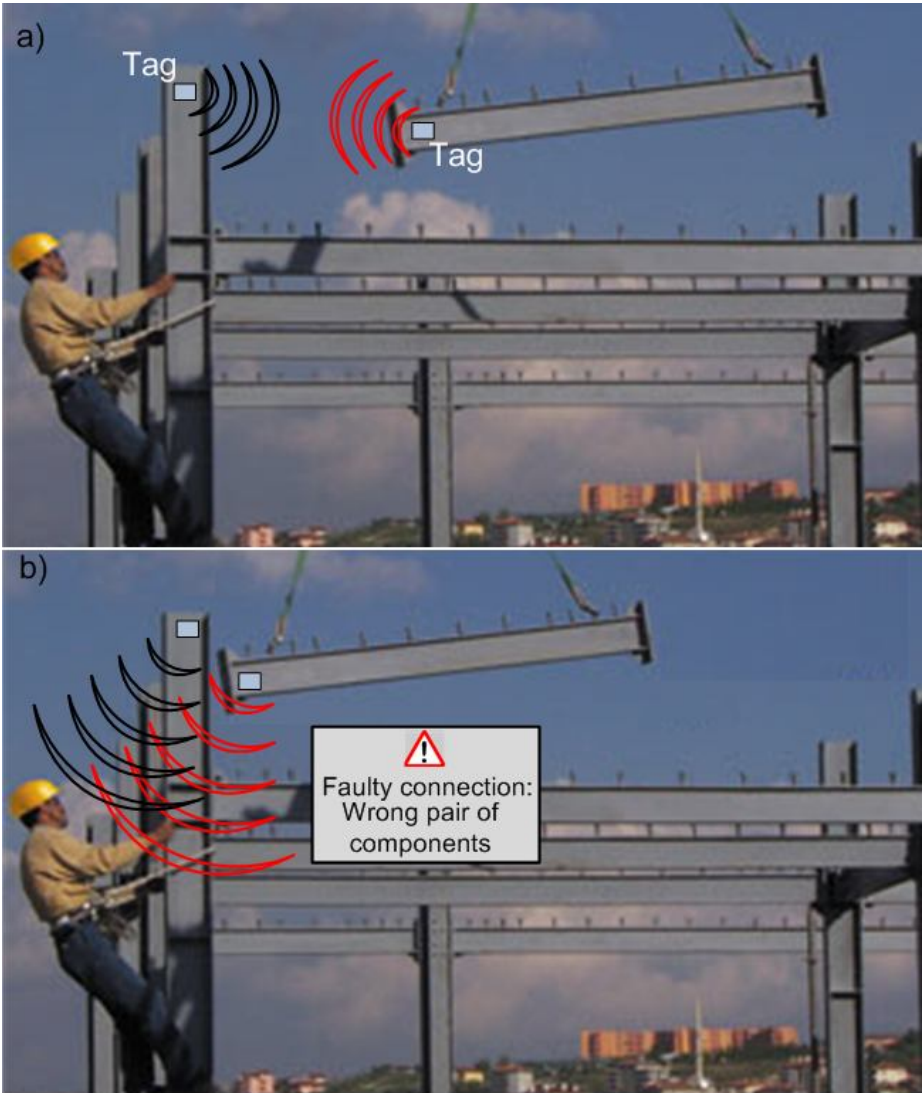 a)
Tag
Tag
b)
!
Faulty connection:
Wrong pair of
components